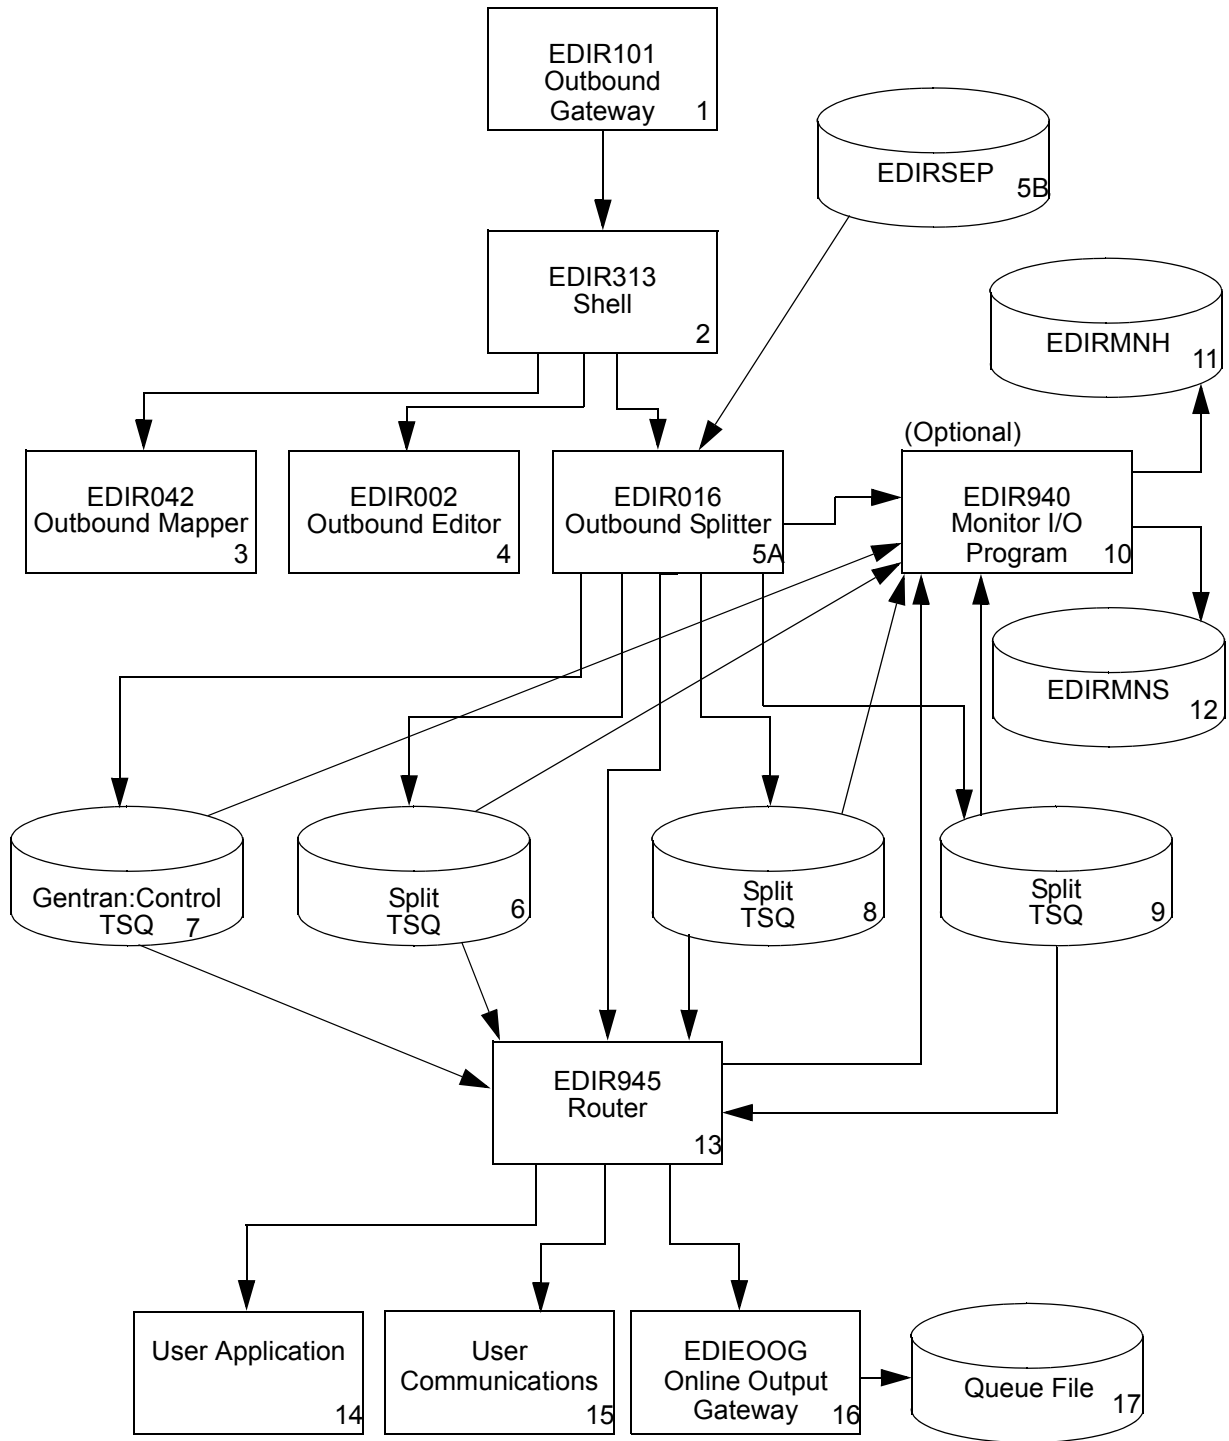 EDIR101
Outbound
Gateway
1
EDIRSEP
5B
EDIR313
Shell
2
EDIRMNH
11
(Optional)
EDIR042
Outbound Mapper
3
EDIR002
Outbound Editor
4
EDIR016
Outbound Splitter
5A
EDIR940
Monitor I/O
Program
10
EDIRMNS
12
Gentran:Control
TSQ
7
Split
TSQ
6
Split
TSQ
8
Split
TSQ
9
EDIR945
Router
13
User Application
14
User
Communications
15
EDIEOOG
Online Output
Gateway
16
Queue File
17